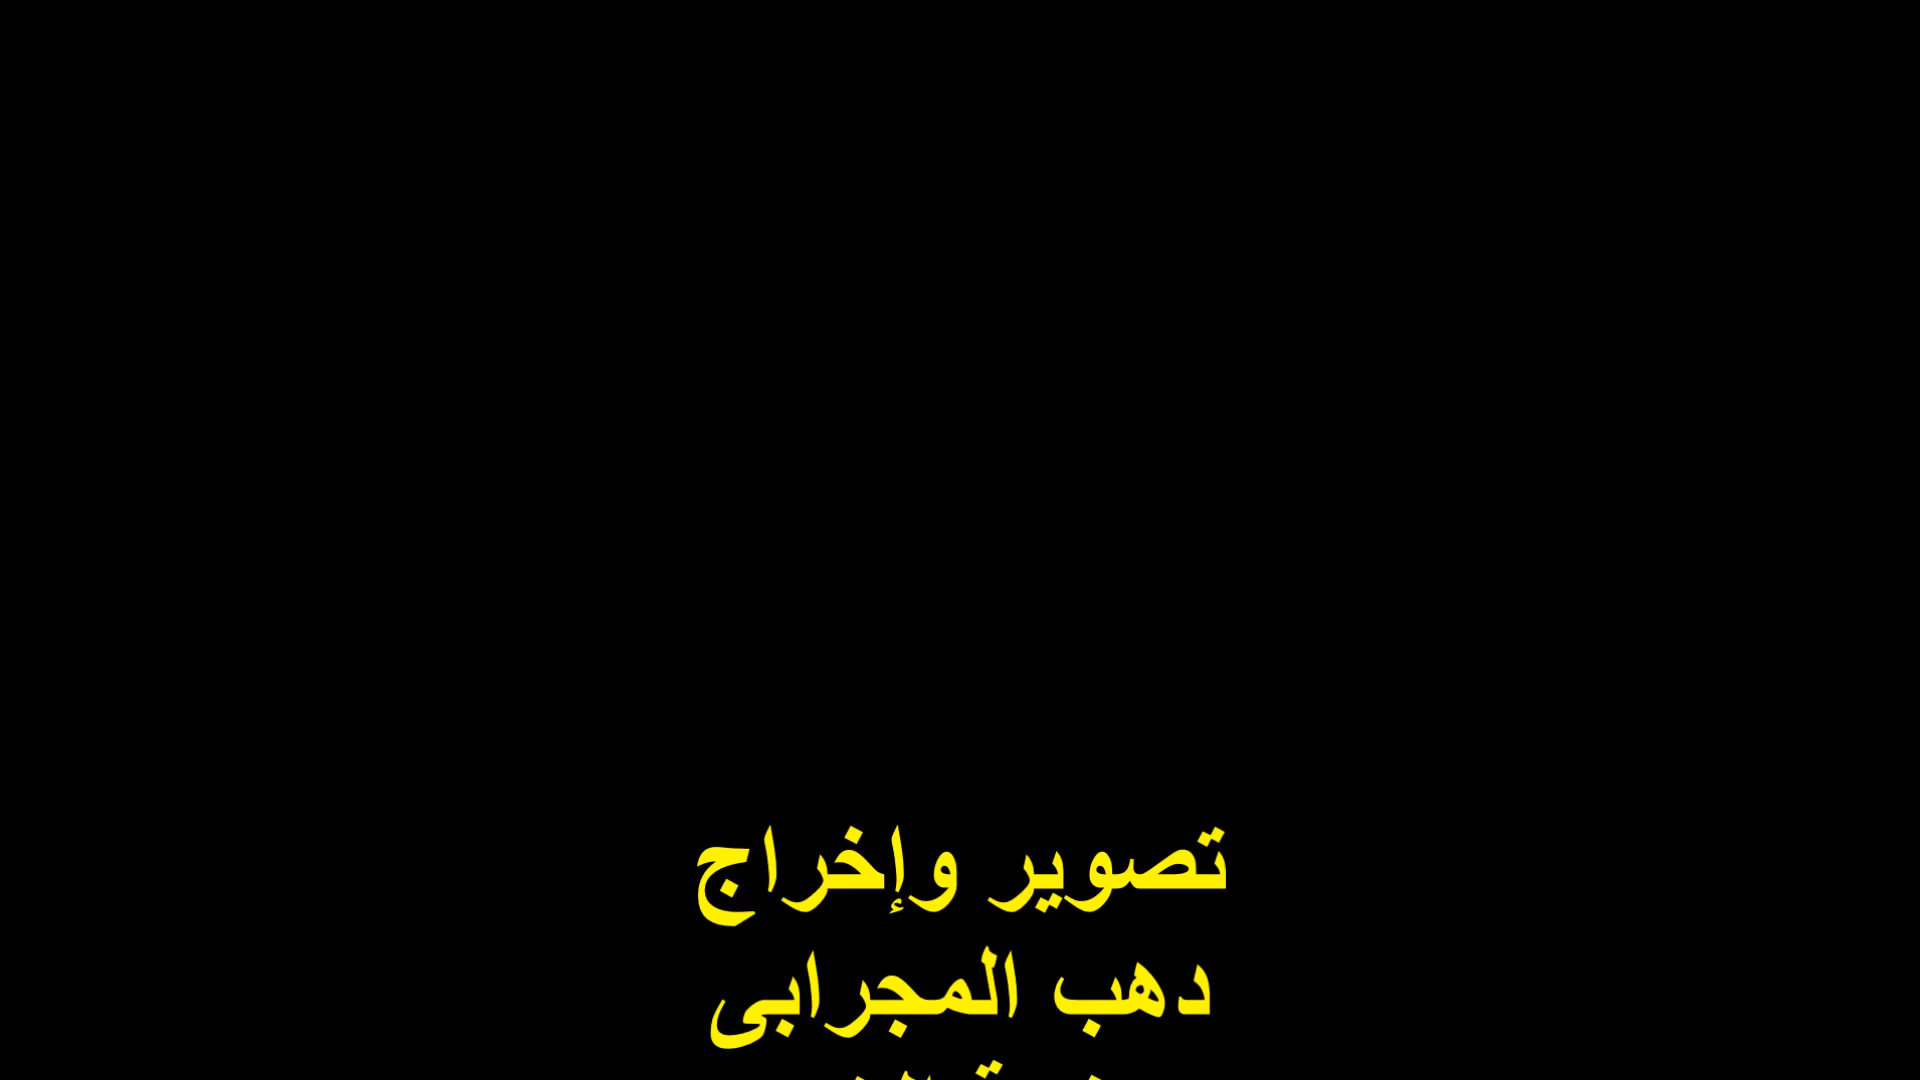 تصوير وإخراج
دهب المجرابى